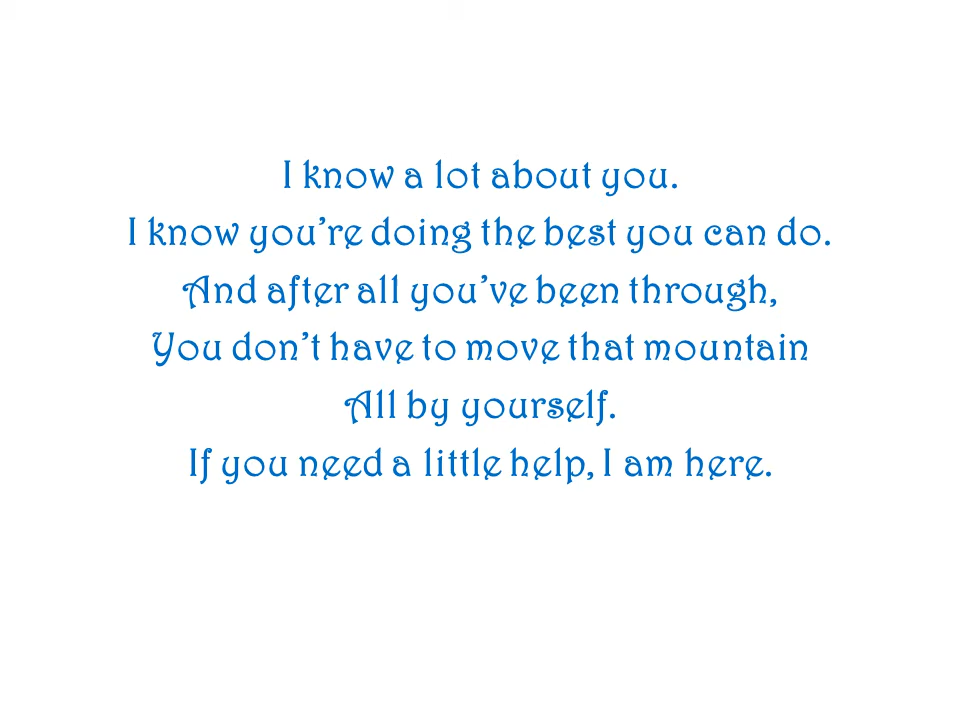 I know a lot about you.
I know you’re doing the best you can do.
And after all you’ve been through,
You don’t have to move that mountain
All by yourself.
If you need a little help, I am here.